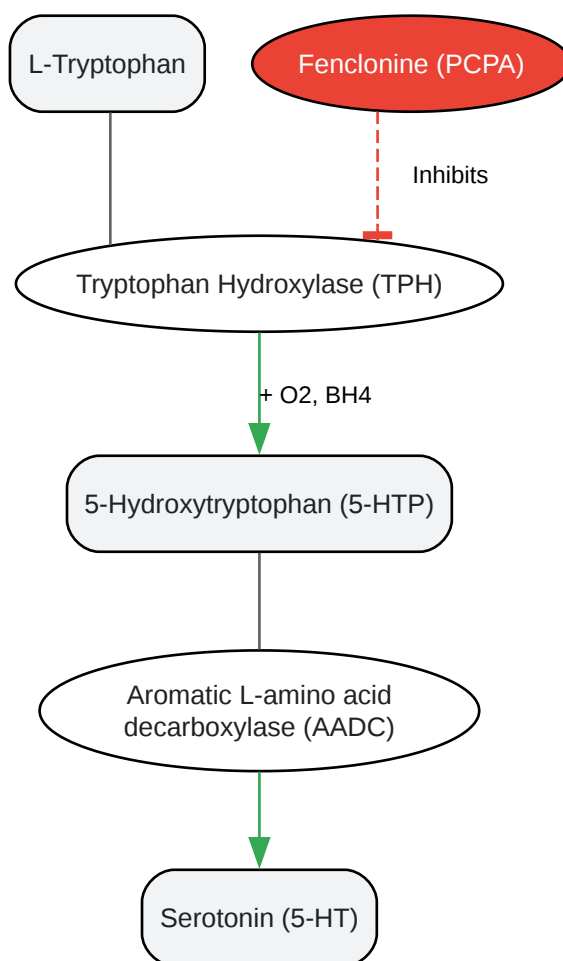 L-Tryptophan
Fenclonine (PCPA)
Inhibits
Tryptophan Hydroxylase (TPH)
+ O2, BH4
5-Hydroxytryptophan (5-HTP)
Aromatic L-amino acid
decarboxylase (AADC)
Serotonin (5-HT)